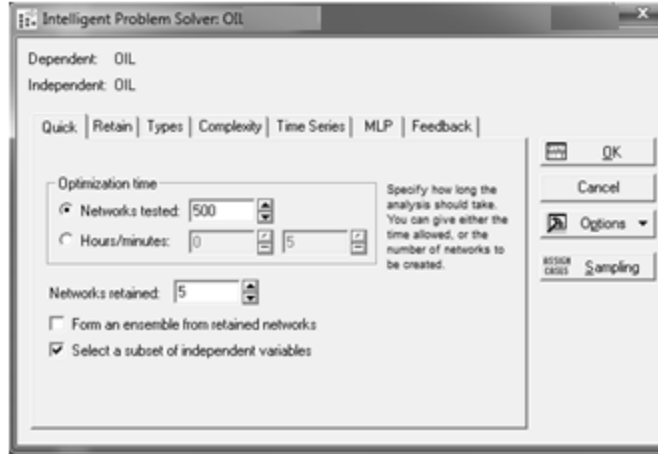 Intelligent Problem Solver: OIL
Dependent: OIL
Independent: OIL
Quick Retain Types Complexity Time Series MLP Feedback
Optimization time
Networks tested: 500
Hours/minutes: 0 5
Specify how long the
analysis should take.
You can give either the
time allowed, or the
number of networks to
be created.
Networks retained: 5
Form an ensemble from retained networks
Select a subset of independent variables
OK
Cancel
Options
ASSIGN
CASES Sampling